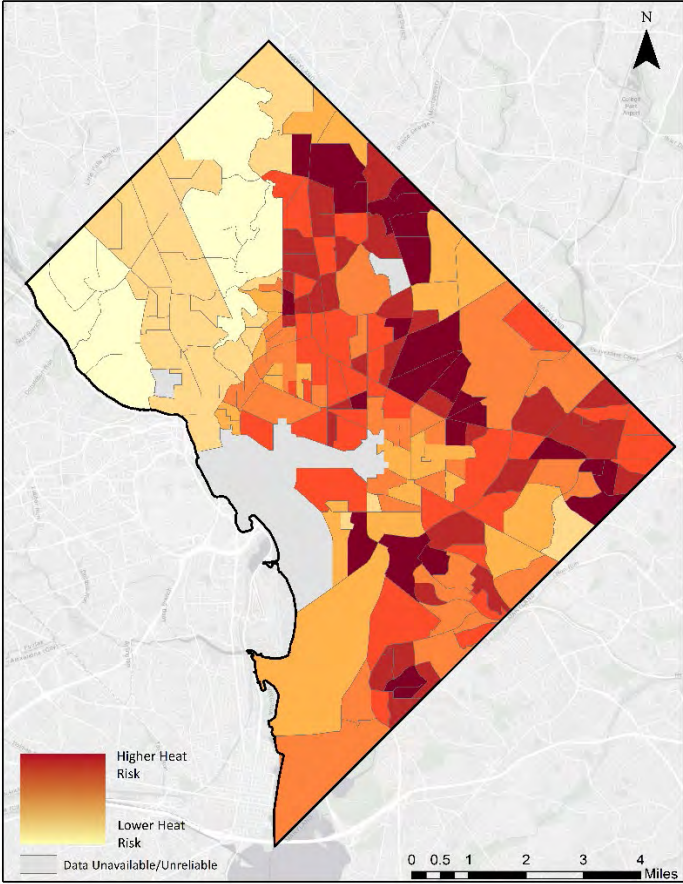 N
Higher Heat
Risk
Lower Heat
Risk
Data Unavailable/Unreliable
0 0.5 1 2 3 4
Miles